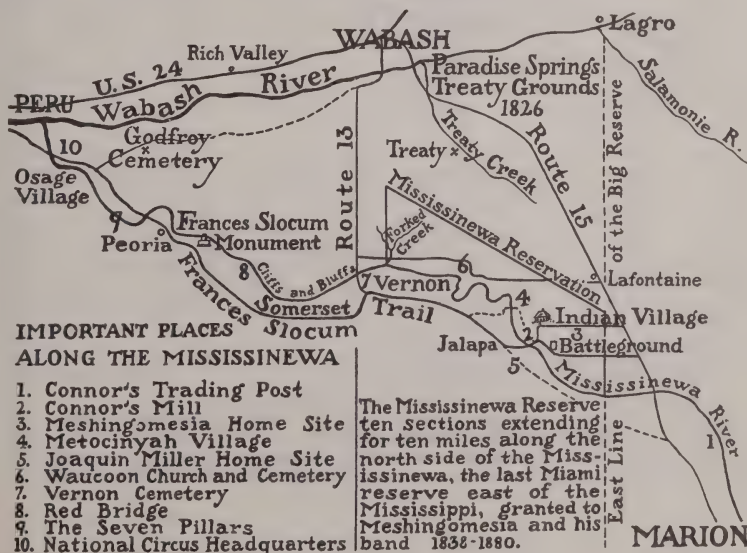 Lagro
WABASH
Rich Valley
U.S. 24
Wabash River
PERU
Paradise Springs
Treaty Grounds
1826
Salamonie R.
Godfroy
Cemetery
10
Osage
Village
Route 13
Treaty
Treaty Creek
Route 15
of the Big Reserve
Mississinewa Reservation
9
Peoria
Frances Slocum
Monument
Forked
Creek
8
Cliffs and Bluffs
6
Lafontaine
Somerset
7 Vernon
4
Frances Slocum Trail
Indian Village
3
2
Battleground
Jalapa
5
Mississinewa River
1
East Line
MARION
IMPORTANT PLACES
ALONG THE MISSISSINEWA
1. Connor's Trading Post
2. Connor's Mill
3. Meshingomesia Home Site
4. Metocinyah Village
5. Joaquin Miller Home Site
6. Waucoon Church and Cemetery
7. Vernon Cemetery
8. Red Bridge
9. The Seven Pillars
10. National Circus Headquarters
The Mississinewa Reserve
ten sections extending
for ten miles along the
north side of the Miss-
issinewa, the last Miami
reserve east of the
Mississippi, granted to
Meshingomesia and his
band 1838-1880.